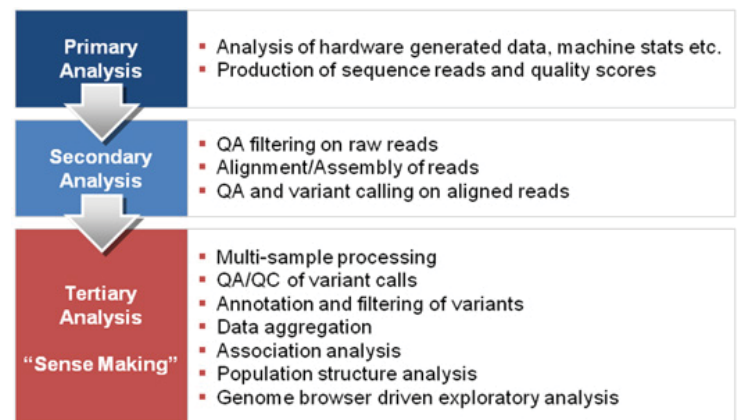 Primary
Analysis
▪ Analysis of hardware generated data, machine stats etc.
▪ Production of sequence reads and quality scores
Secondary
Analysis
▪ QA filtering on raw reads
▪ Alignment/Assembly of reads
▪ QA and variant calling on aligned reads
Tertiary
Analysis
“Sense Making”
▪ Multi-sample processing
▪ QA/QC of variant calls
▪ Annotation and filtering of variants
▪ Data aggregation
▪ Association analysis
▪ Population structure analysis
▪ Genome browser driven exploratory analysis